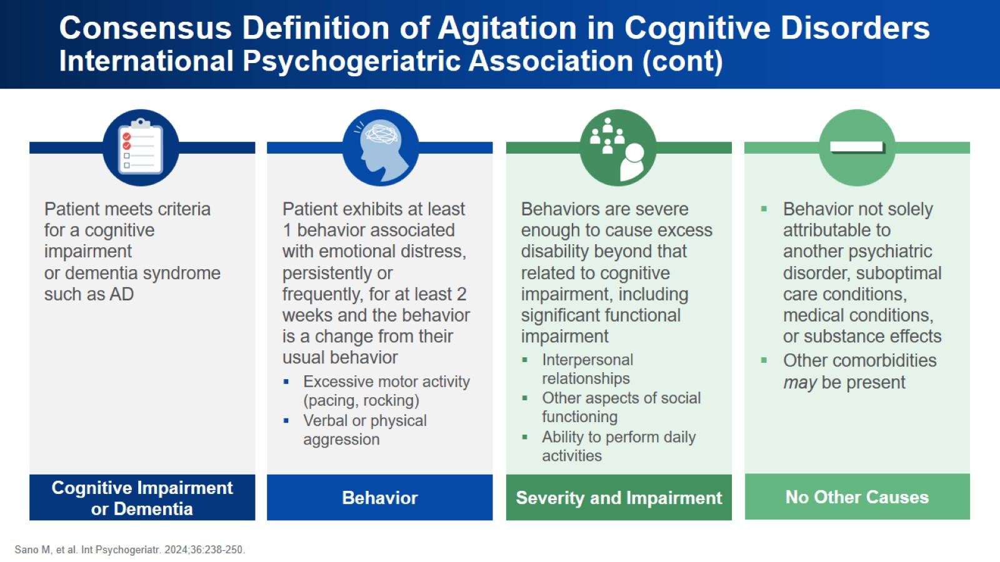 Consensus Definition of Agitation in Cognitive Disorders
International Psychogeriatric Association (cont)
Patient meets criteria
for a cognitive
impairment
or dementia syndrome
such as AD
Cognitive Impairment
or Dementia
Patient exhibits at least
1 behavior associated
with emotional distress,
persistently or
frequently, for at least 2
weeks and the behavior
is a change from their
usual behavior
▪ Excessive motor activity
(pacing, rocking)
▪ Verbal or physical
aggression
Behavior
Behaviors are severe
enough to cause excess
disability beyond that
related to cognitive
impairment, including
significant functional
impairment
▪ Interpersonal
relationships
▪ Other aspects of social
functioning
▪ Ability to perform daily
activities
Severity and Impairment
▪ Behavior not solely
attributable to
another psychiatric
disorder, suboptimal
care conditions,
medical conditions,
or substance effects
▪ Other comorbidities
may be present
No Other Causes
Sano M, et al. Int Psychogeriatr. 2024;36:238-250.